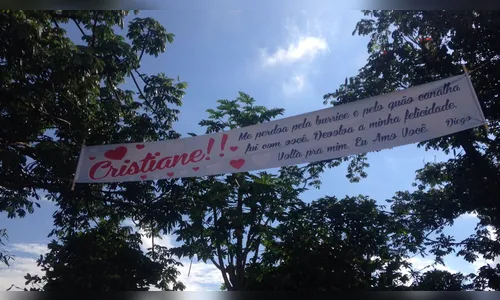 Cristiane!!
Me perdoa pela burrice e pelo quão canalha
fui com você. Devolva a minha felicidade.
Volta pra mim. Eu Amo Você.
Diego